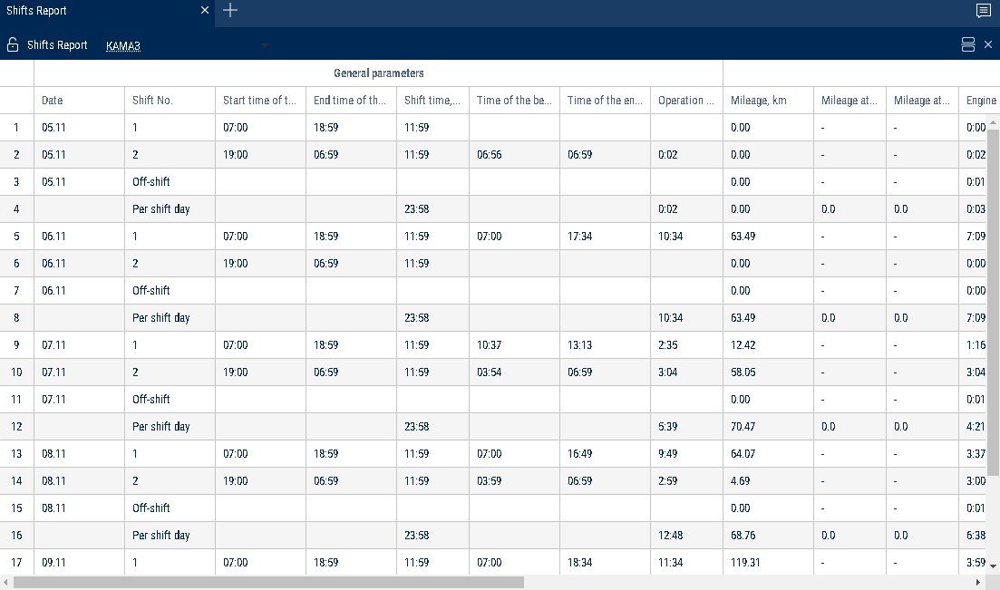 Shifts Report
Shifts Report КАМАЗ
General parameters
Date Shift No. Start time of t... End time of th... Shift time,... Time of the be... Time of the en... Operation ... Mileage, km Mileage at... Mileage at... Engine
1 05.11 1 07:00 18:59 11:59 0.00 - - 0:00
2 05.11 2 19:00 06:59 11:59 06:56 06:59 0:02 0.00 - - 0:02
3 05.11 Off-shift 0.00 - - 0:01
4 Per shift day 23:58 0:02 0.00 0.0 0.0 0:03
5 06.11 1 07:00 18:59 11:59 07:00 17:34 10:34 63.49 - - 7:09
6 06.11 2 19:00 06:59 11:59 0.00 - - 0:00
7 06.11 Off-shift 0.00 - - 0:00
8 Per shift day 23:58 10:34 63.49 0.0 0.0 7:09
9 07.11 1 07:00 18:59 11:59 10:37 13:13 2:35 12.42 - - 1:16
10 07.11 2 19:00 06:59 11:59 03:54 06:59 3:04 58.05 - - 3:04
11 07.11 Off-shift 0.00 - - 0:01
12 Per shift day 23:58 5:39 70.47 0.0 0.0 4:21
13 08.11 1 07:00 18:59 11:59 07:00 16:49 9:49 64.07 - - 3:37
14 08.11 2 19:00 06:59 11:59 03:59 06:59 2:59 4.69 - - 3:00
15 08.11 Off-shift 0.00 - - 0:01
16 Per shift day 23:58 12:48 68.76 0.0 0.0 6:38
17 09.11 1 07:00 18:59 11:59 07:00 18:34 11:34 119.31 - - 3:59